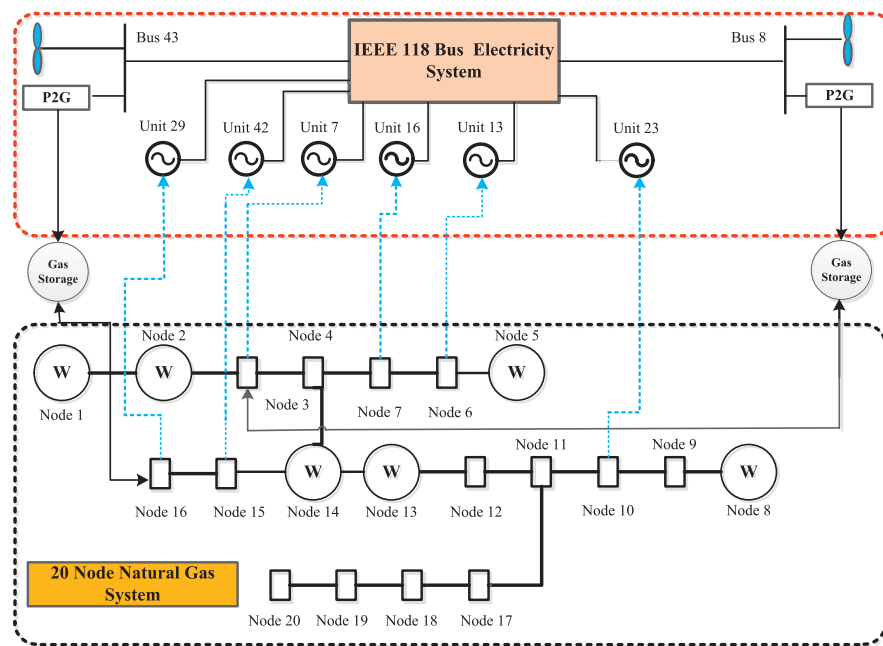 Bus 43
IEEE 118 Bus Electricity
System
Bus 8
P2G
P2G
Unit 29
Unit 42
Unit 7
Unit 16
Unit 13
Unit 23
Gas
Storage
Gas
Storage
Node 2
Node 4
Node 5
W
W
W
Node 1
Node 3
Node 7
Node 6
Node 11
Node 9
W
W
W
Node 16
Node 15
Node 14
Node 13
Node 12
Node 10
Node 8
20 Node Natural Gas
System
Node 20
Node 19
Node 18
Node 17